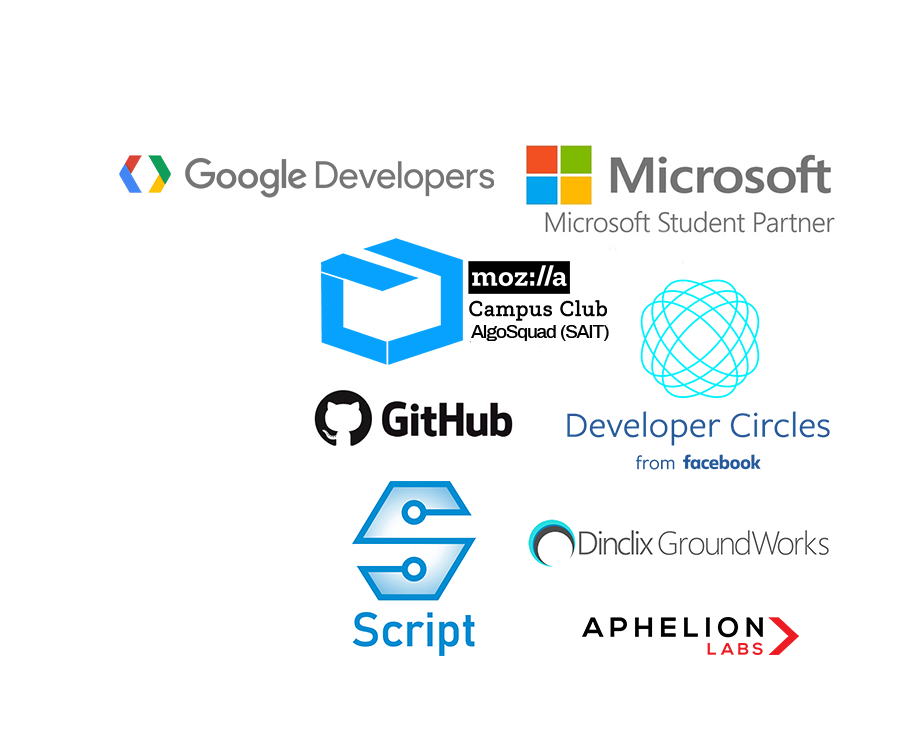 Google Developers
Microsoft
Microsoft Student Partner
moz://a
Campus Club
AlgoSquad (SAIT)
GitHub
Developer Circles
from facebook
Script
Dinclix GroundWorks
APHELION
LABS